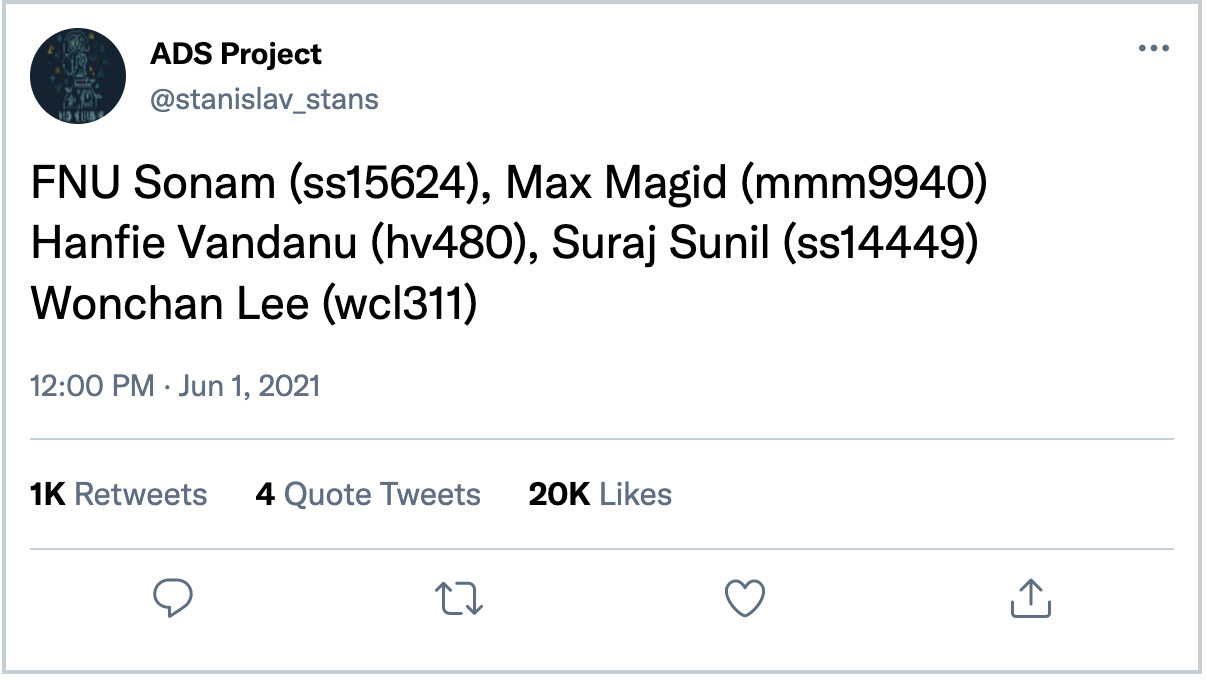 ADS Project
@stanislav_stans
FNU Sonam (ss15624), Max Magid (mmm9940)
Hanfie Vandanu (hv480), Suraj Sunil (ss14449)
Wonchan Lee (wcl311)
12:00 PM · Jun 1, 2021
1K Retweets 4 Quote Tweets 20K Likes